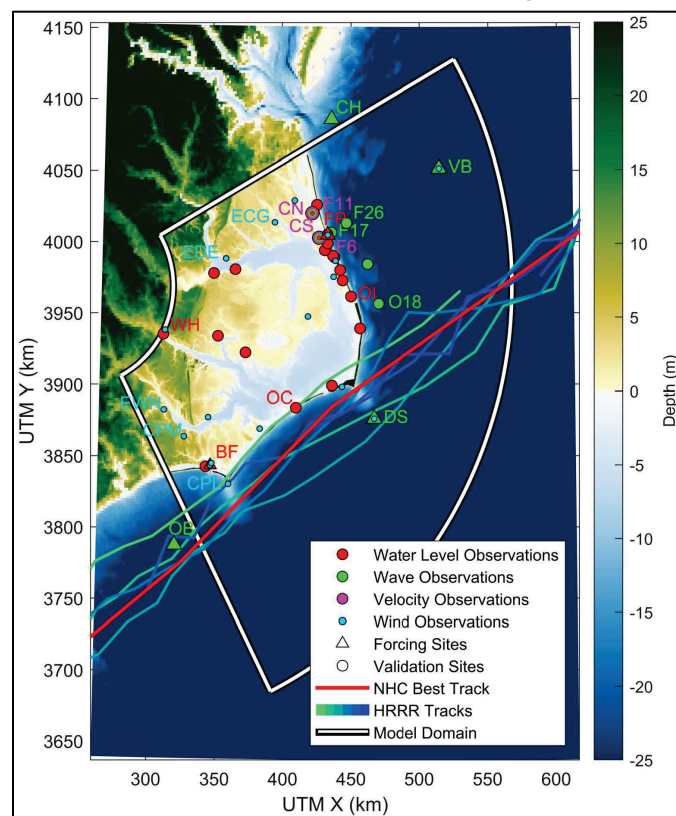 4150
4100
4050
4000
3950
3900
3850
3800
3750
3700
3650
UTM Y (km)
300
350
400
450
500
550
600
UTM X (km)
CH
VB
ECG
CN
F11
F26
CS
FP
F17
F6
EDE
OI
O18
WH
OC
EWN
CPM
DS
BF
CPL
OB
Water Level Observations
Wave Observations
Velocity Observations
Wind Observations
Forcing Sites
Validation Sites
NHC Best Track
HRRR Tracks
Model Domain
25
20
15
10
5
0
-5
-10
-15
-20
-25
Depth (m)